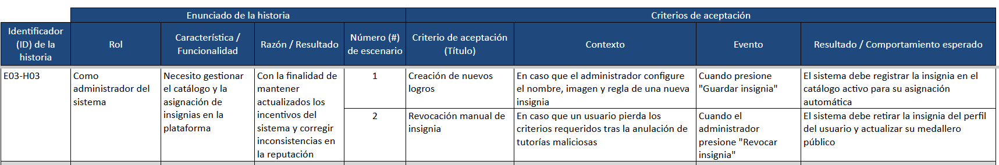 Enunciado de la historia
Criterios de aceptación
Identificador
(ID) de la
historia
Rol
Característica /
Funcionalidad
Razón / Resultado
Número (#)
de escenario
Criterio de aceptación
(Título)
Contexto
Evento
Resultado / Comportamiento esperado
E03-H03
Como
administrador del
sistema
Necesito gestionar
el catálogo y la
asignación de
insignias en la
plataforma
Con la finalidad de
mantener
actualizados los
incentivos del
sistema y corregir
inconsistencias en
la reputación
1
Creación de nuevos
logros
En caso que el administrador configure
el nombre, imagen y regla de una nueva
insignia
Cuando presione
"Guardar insignia"
El sistema debe registrar la insignia en el
catálogo activo para su asignación
automática
2
Revocación manual de
insignia
En caso que un usuario pierda los
criterios requeridos tras la anulación de
tutorías maliciosas
Cuando el
administrador
presione "Revocar
insignia"
El sistema debe retirar la insignia del perfil
del usuario y actualizar su medallero
público